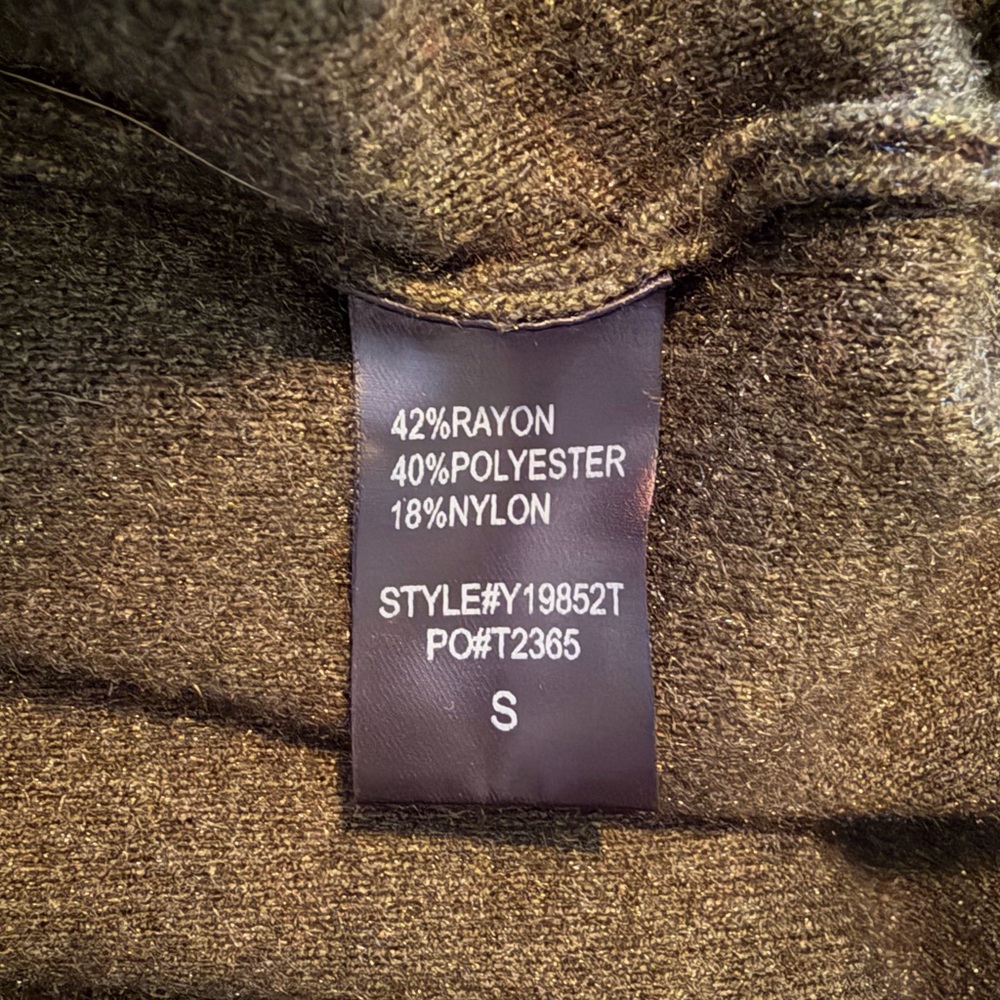 42%RAYON
40%POLYESTER
18%NYLON
STYLE#Y19852T
PO#T2365
S